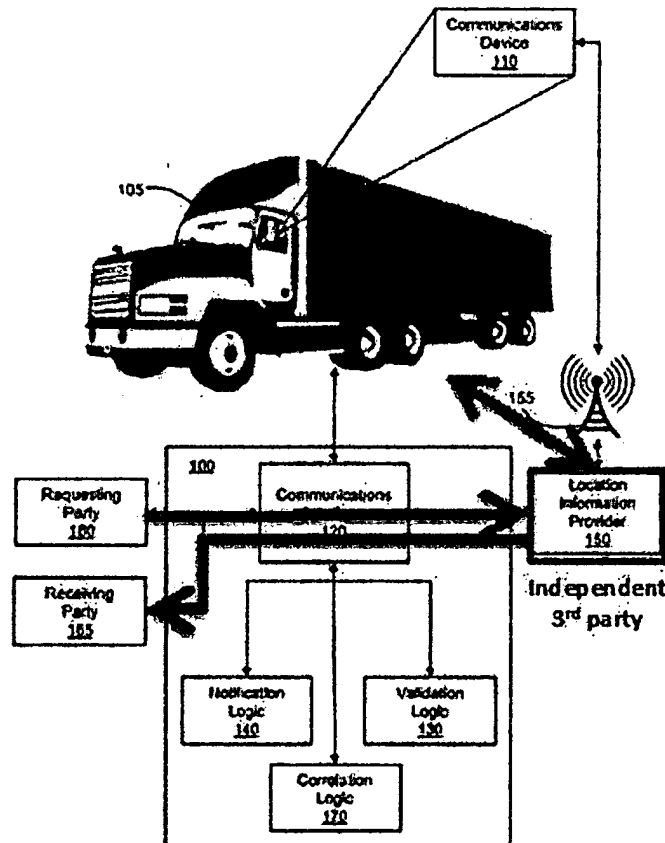 Communications
Device
110
105
155
100
Communications
120
Requesting
Party
160
Location
Information
Provider
150
Receiving
Party
165
Independent
3rd party
Notification
Logic
140
Validation
Logic
130
Correlation
Logic
170